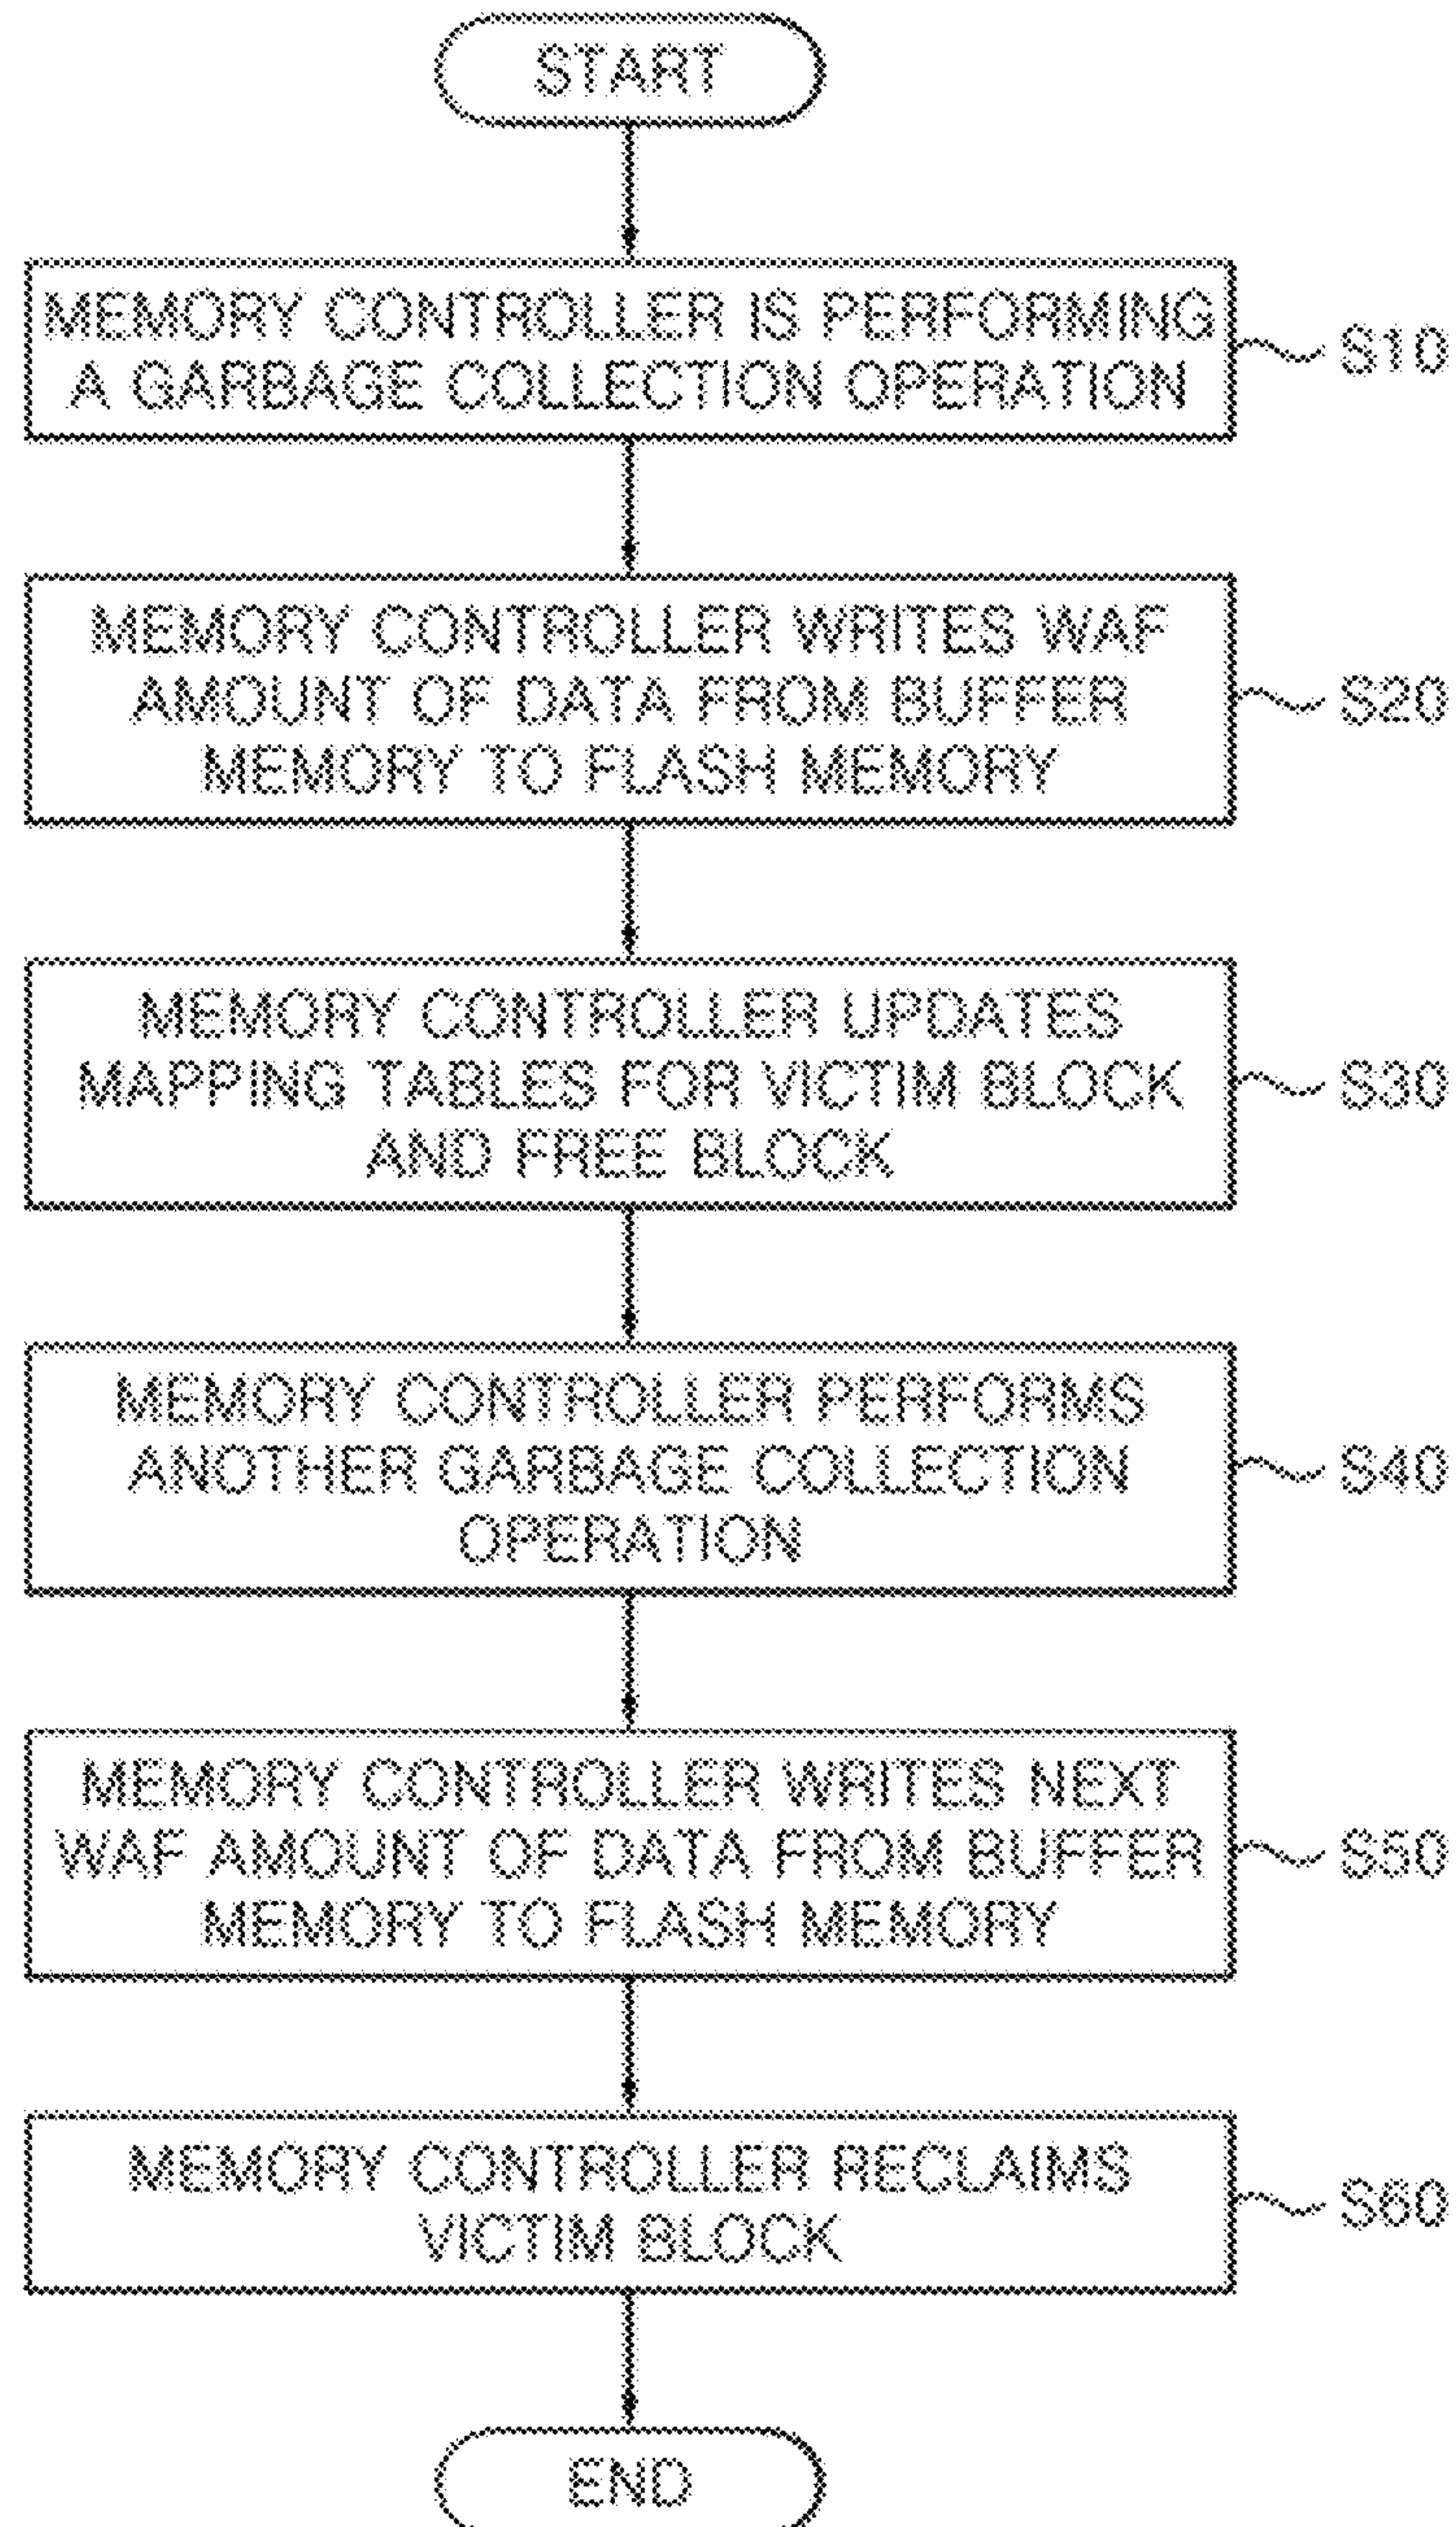 START
MEMORY CONTROLLER IS PERFORMING
A GARBAGE COLLECTION OPERATION
S10
MEMORY CONTROLLER WRITES WAF
AMOUNT OF DATA FROM BUFFER
MEMORY TO FLASH MEMORY
S20
MEMORY CONTROLLER UPDATES
MAPPING TABLES FOR VICTIM BLOCK
AND FREE BLOCK
S30
MEMORY CONTROLLER PERFORMS
ANOTHER GARBAGE COLLECTION
OPERATION
S40
MEMORY CONTROLLER WRITES NEXT
WAF AMOUNT OF DATA FROM BUFFER
MEMORY TO FLASH MEMORY
S50
MEMORY CONTROLLER RECLAIMS
VICTIM BLOCK
S60
END